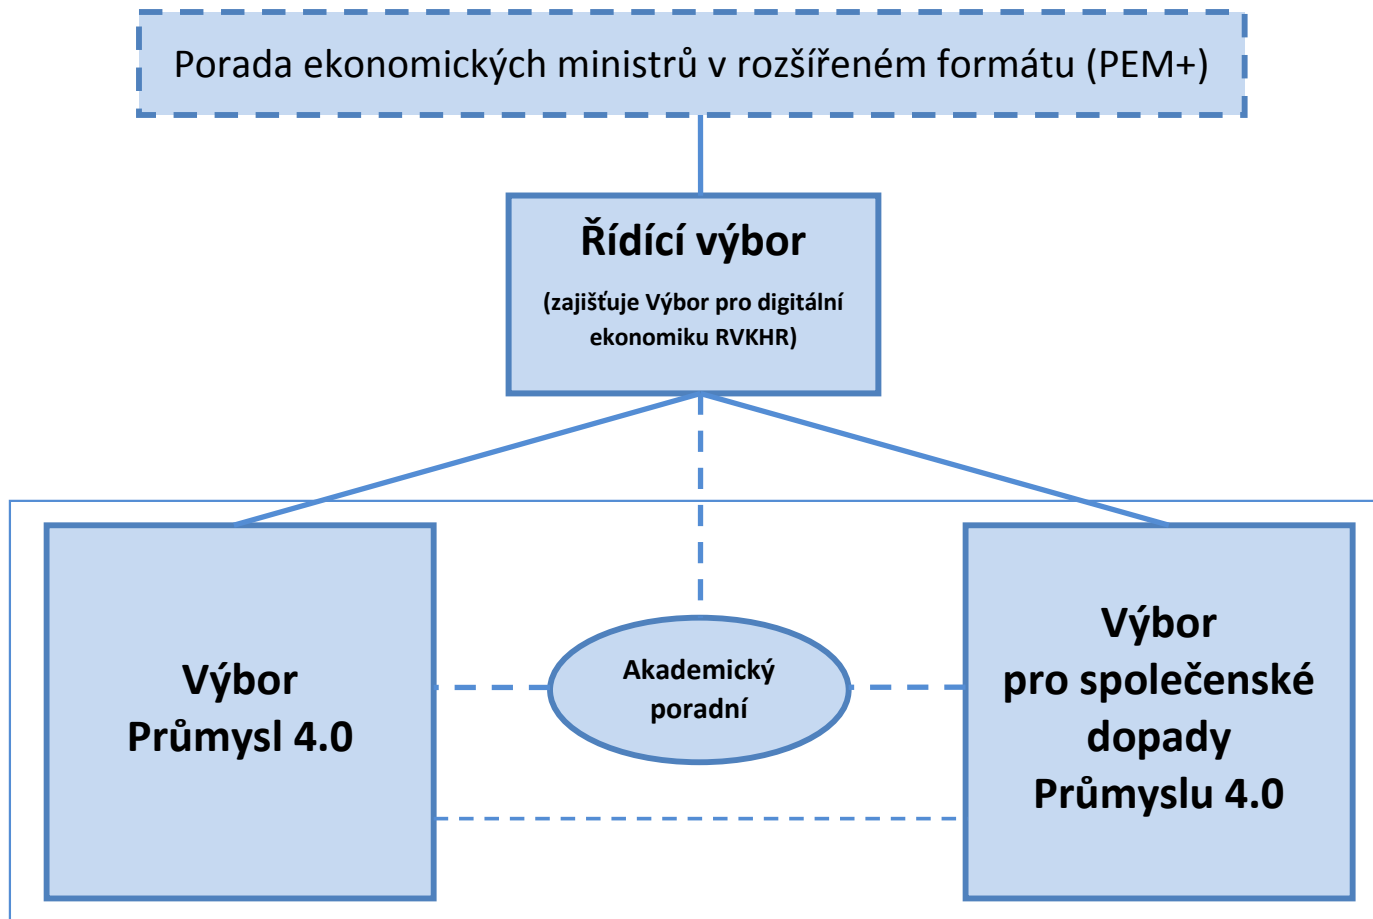 Porada ekonomických ministrů v rozšířeném formátu (PEM+)
Řídící výbor
(zajišťuje Výbor pro digitální
ekonomiku RVKHR)
Výbor
Průmysl 4.0
Akademický
poradní
Výbor
pro společenské
dopady
Průmyslu 4.0